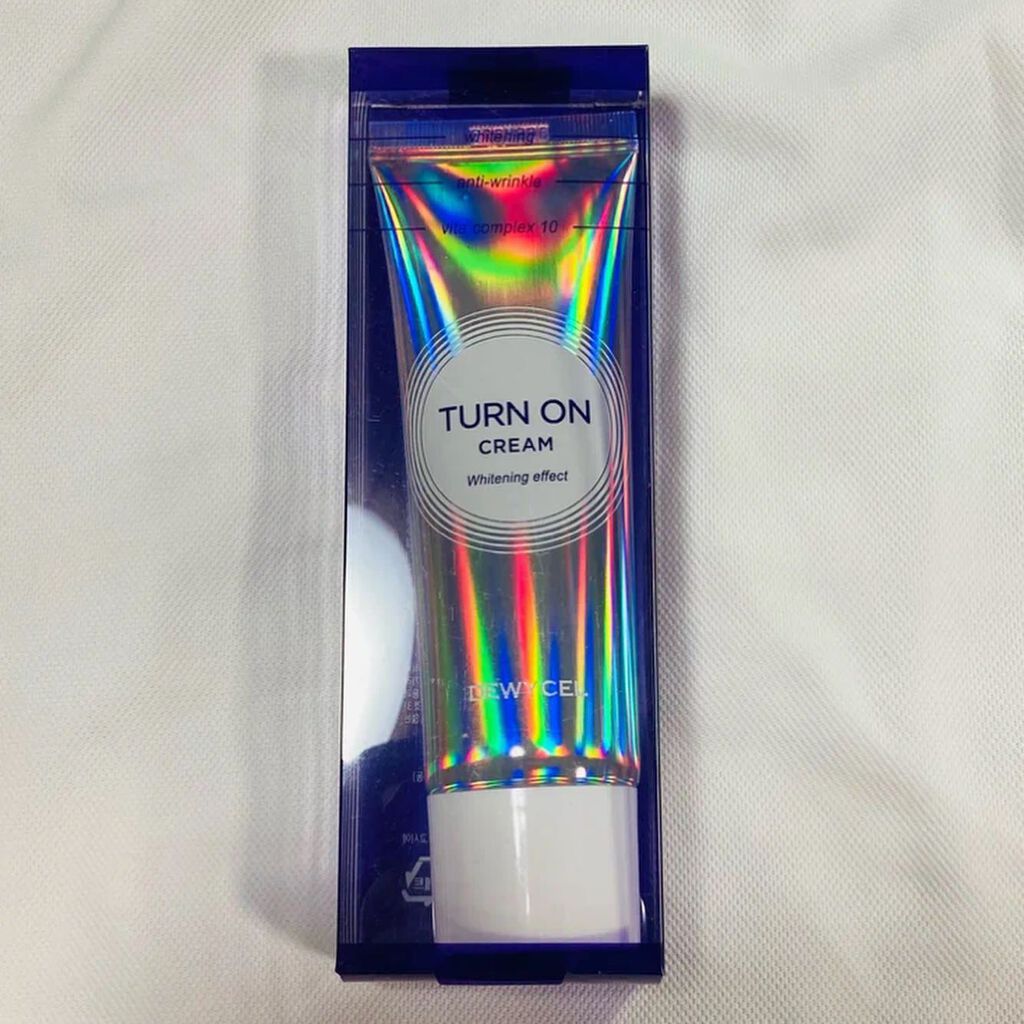 whitening
anti-wrinkle
vita complex 10
TURN ON
CREAM
Whitening effect
DEWYCEL